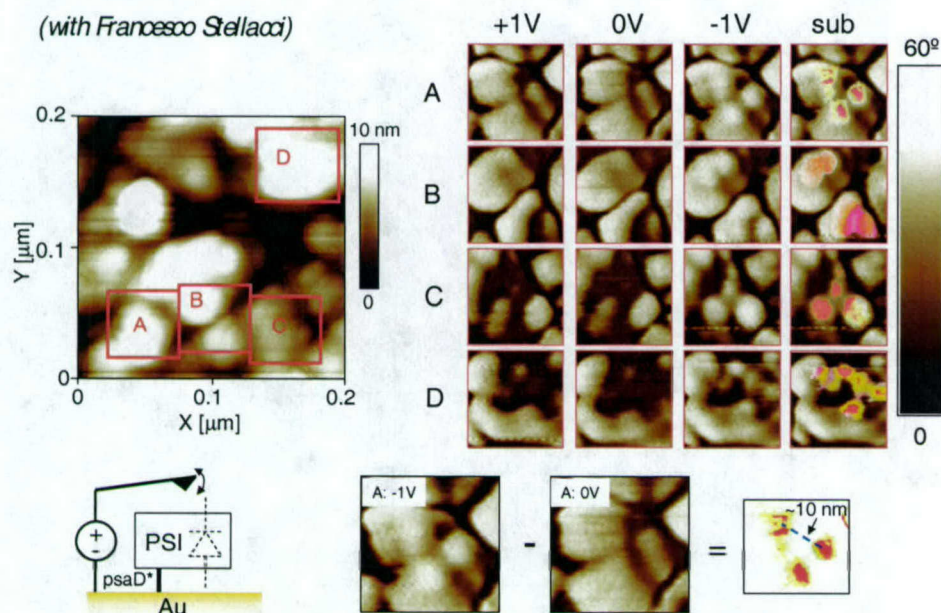 (with Francesco Stellacci)
+1V 0V -1V sub
60º
A
B
C
D
0
0.2
0.1
0
Y [µm]
0 0.1 0.2
X [µm]
D
A
B
C
10 nm
0
+
-
PSI
psaD*
Au
A: -1V
-
A: 0V
=
~10 nm